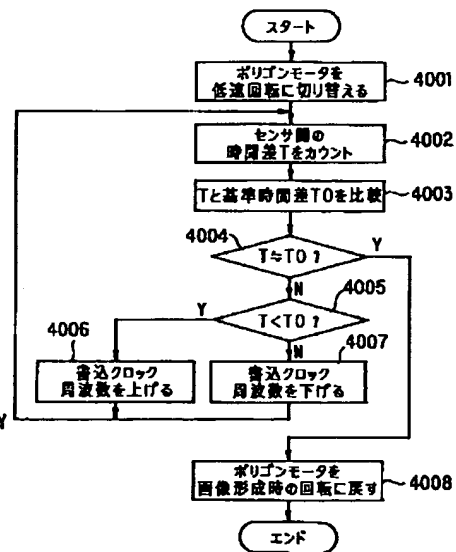 スタート
ポリゴンモータを
低速回転に切り替える
4001
センサ間の
時間差Tをカウント
4002
Tと基準時間差T0を比較
4003
4004
T≒T0?
Y
N
4005
T<T0?
Y
N
4006
書込クロック
周波数を上げる
4007
書込クロック
周波数を下げる
Y
ポリゴンモータを
画像形成時の回転に戻す
4008
エンド